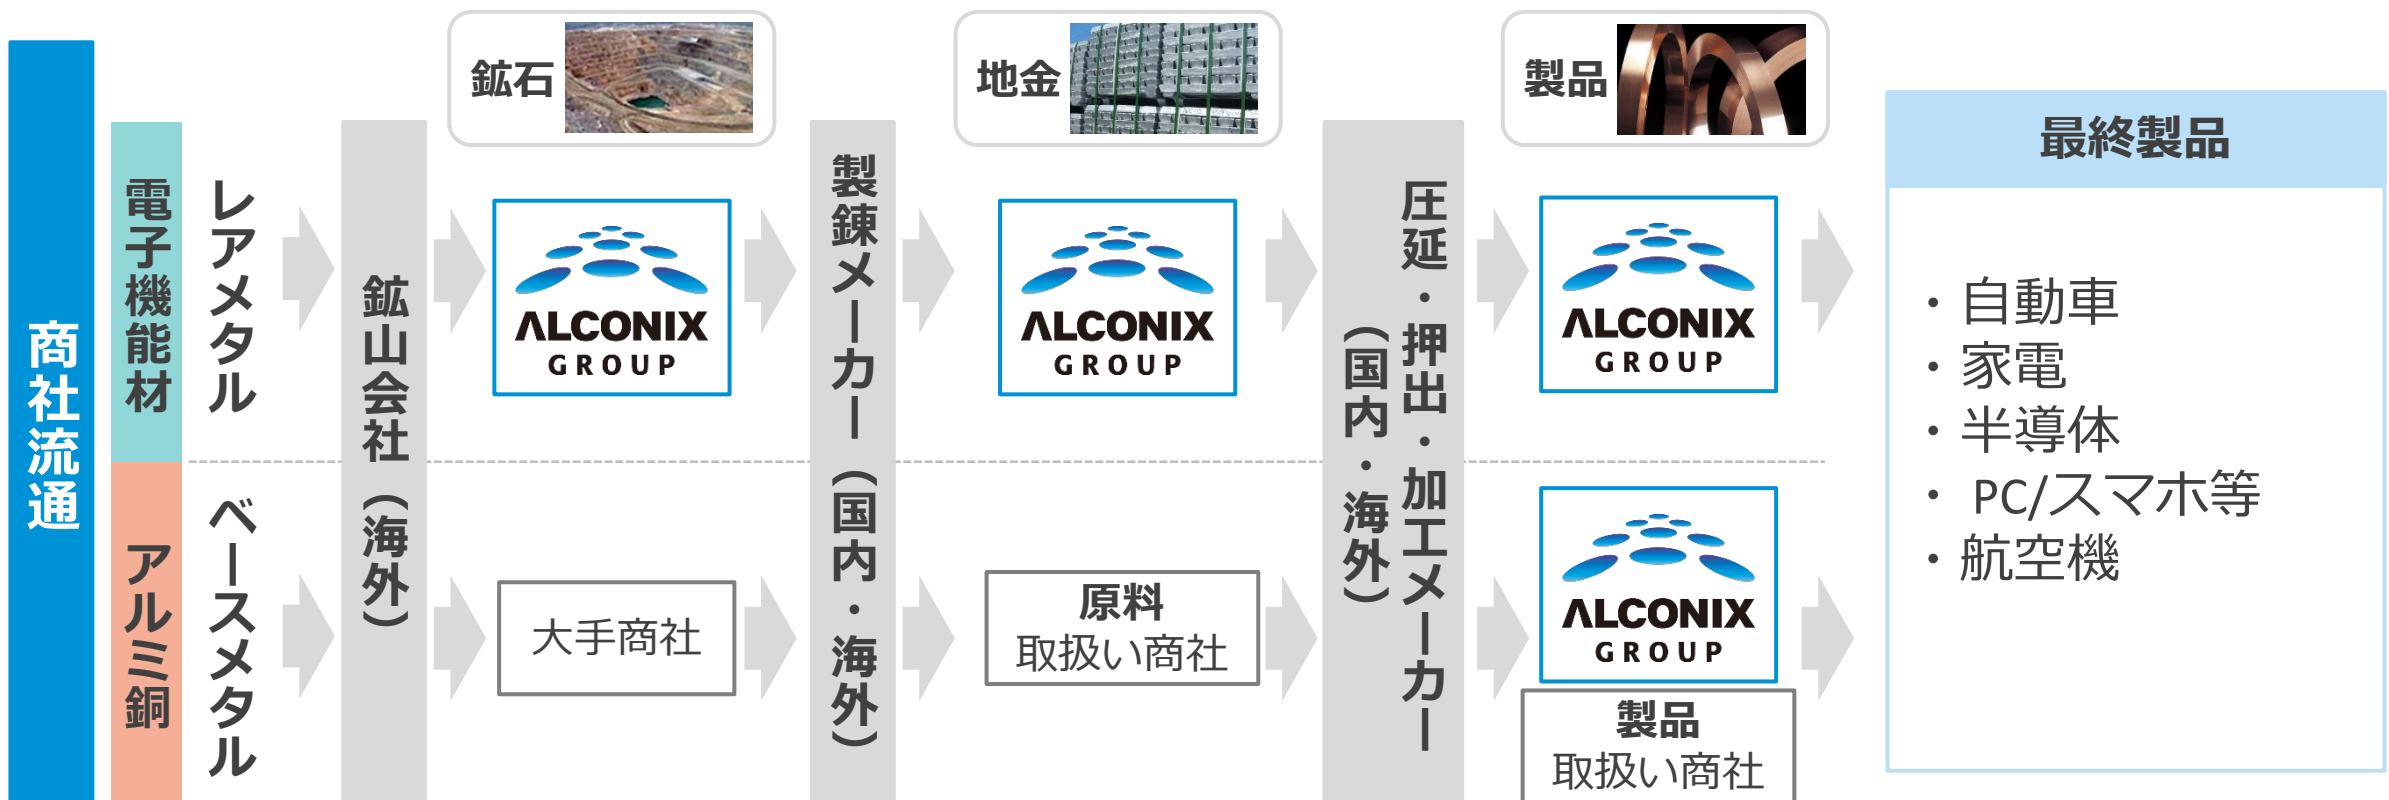 商社流通
電子機能材
アルミ銅
レアメタル
ベースメタル
鉱山会社（海外）
鉱石
ALCONIX
GROUP
大手商社
製錬メーカー（国内・海外）
地金
ALCONIX
GROUP
原料
取扱い商社
圧延・押出・加工メーカー
（国内・海外）
製品
ALCONIX
GROUP
ALCONIX
GROUP
製品
取扱い商社
最終製品
・自動車
・家電
・半導体
・ PC/スマホ等
・航空機